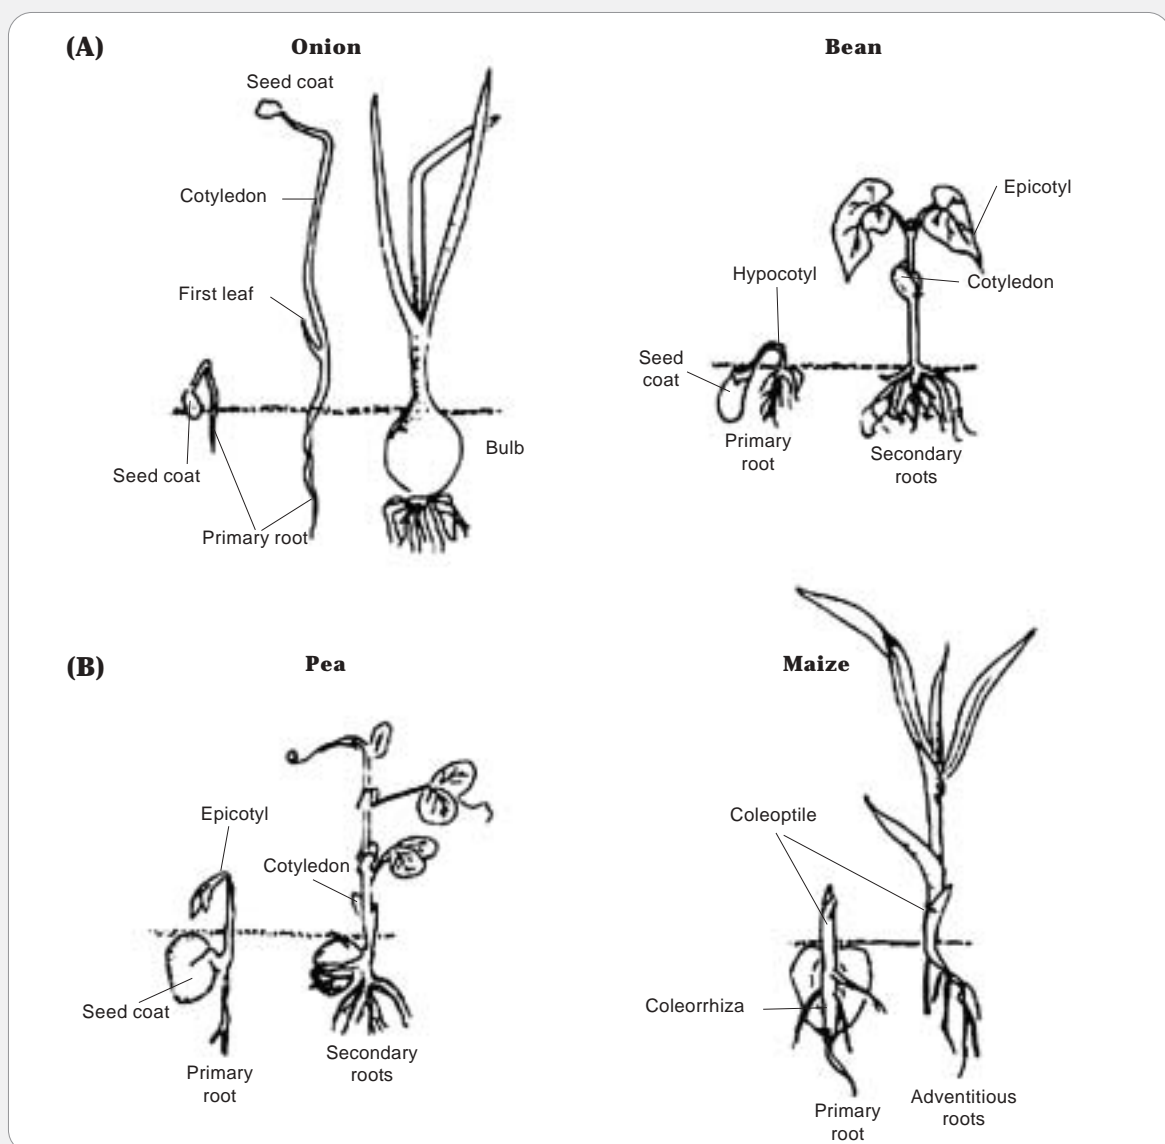 (A)
Onion
Seed coat
Cotyledon
First leaf
Seed coat
Primary root
Bulb
Bean
Epicotyl
Hypocotyl
Cotyledon
Seed
coat
Primary
root
Secondary
roots
(B)
Pea
Epicotyl
Cotyledon
Seed coat
Primary
root
Secondary
roots
Maize
Coleoptile
Coleorrhiza
Primary
root
Adventitious
roots